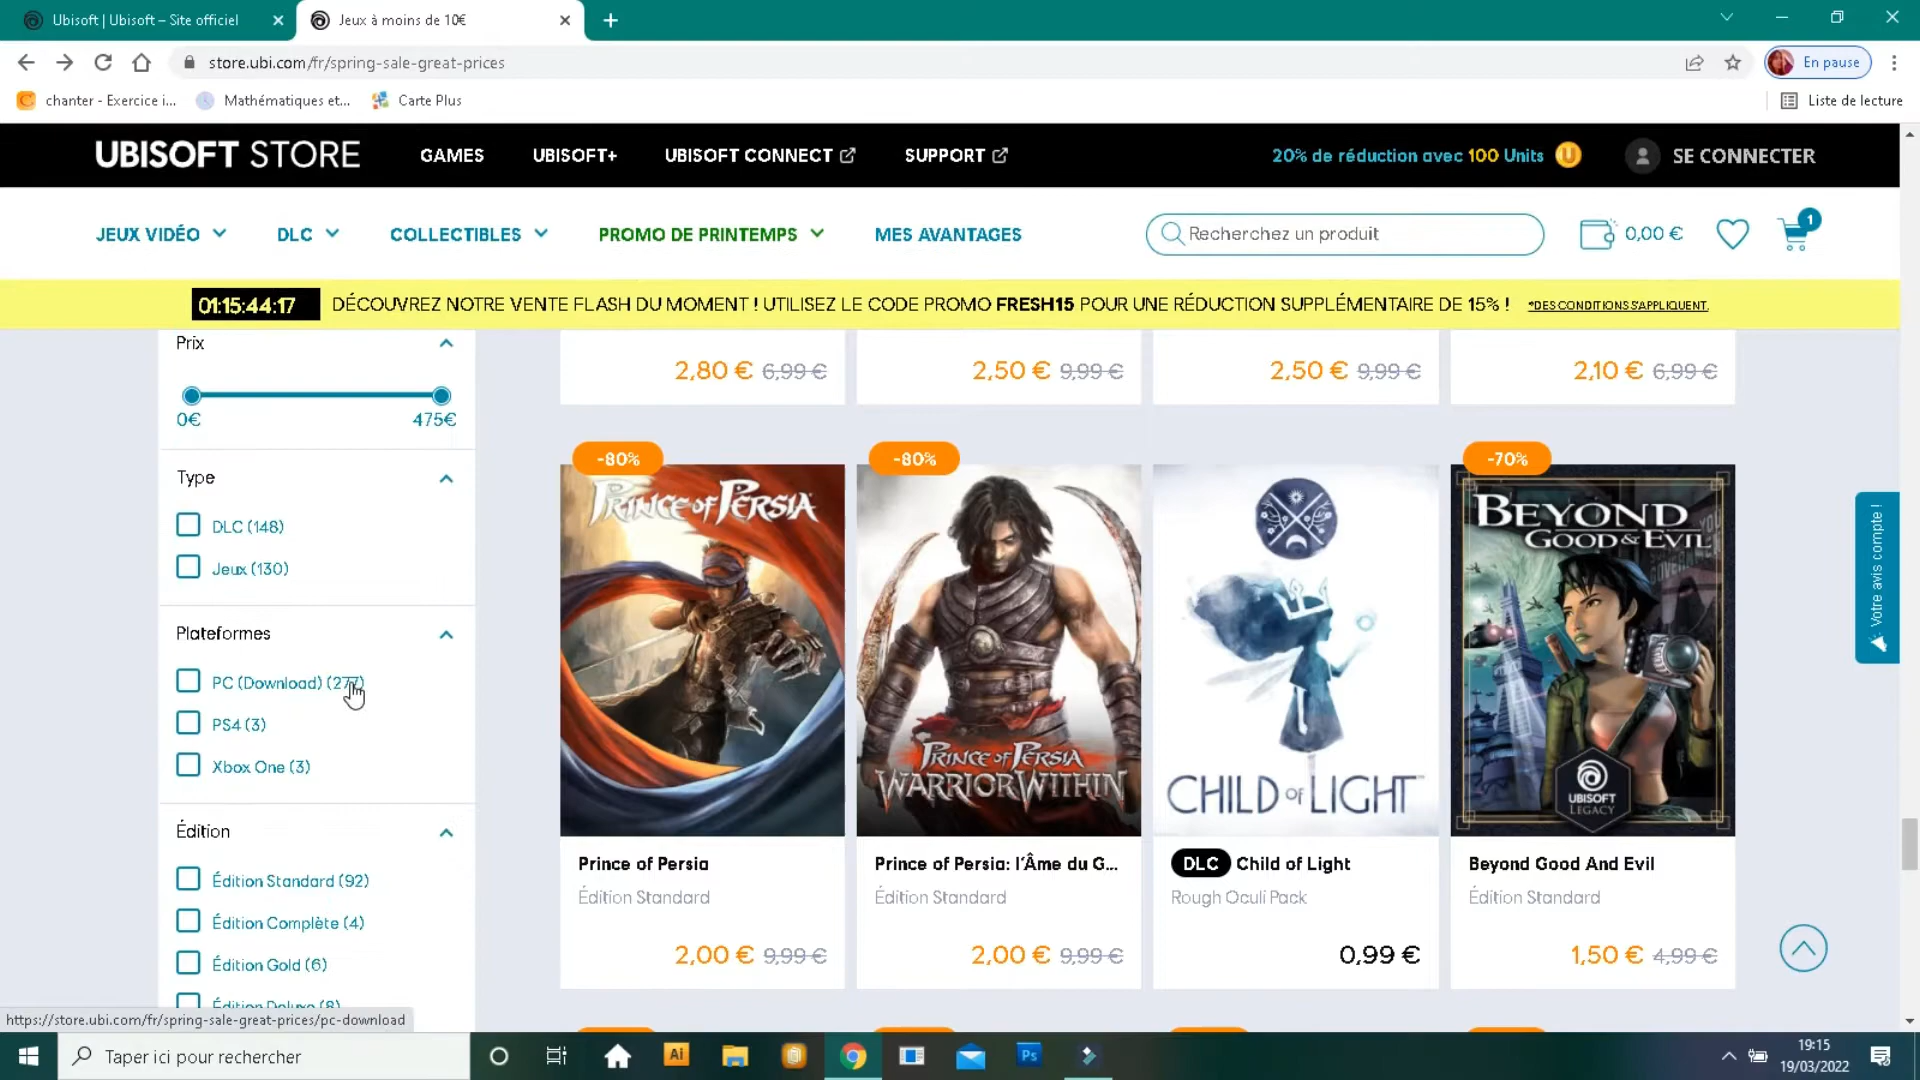 Ubisoft | Ubisoft – Site officiel
Jeux à moins de 10€
store.ubi.com/fr/spring-sale-great-prices
En pause
chanter - Exercice i...
Mathématiques et...
Carte Plus
Liste de lecture
UBISOFT STORE
GAMES
UBISOFT+
UBISOFT CONNECT
SUPPORT
20% de réduction avec 100 Units
SE CONNECTER
JEUX VIDÉO
DLC
COLLECTIBLES
PROMO DE PRINTEMPS
MES AVANTAGES
Recherchez un produit
0,00 €
1
01:15:44:17 DÉCOUVREZ NOTRE VENTE FLASH DU MOMENT ! UTILISEZ LE CODE PROMO FRESH15 POUR UNE RÉDUCTION SUPPLÉMENTAIRE DE 15% ! *DES CONDITIONS S'APPLIQUENT.
Prix
0€ 475€
Type
DLC (148)
Jeux (130)
Plateformes
PC (Download) (277)
PS4 (3)
Xbox One (3)
Édition
Édition Standard (92)
Édition Complète (4)
Édition Gold (6)
Édition Deluxe (8)
2,80 € 6,99 €
2,50 € 9,99 €
2,50 € 9,99 €
2,10 € 6,99 €
-80%
PRINCE OF PERSIA
Prince of Persia
Édition Standard
2,00 € 9,99 €
-80%
PRINCE OF PERSIA
WARRIOR WITHIN
Prince of Persia: l'Âme du G...
Édition Standard
2,00 € 9,99 €
CHILD OF LIGHT
DLC Child of Light
Rough Oculi Pack
0,99 €
-70%
BEYOND
GOOD & EVIL
UBISOFT
LEGACY
Beyond Good And Evil
Édition Standard
1,50 € 4,99 €
Votre avis compte !
https://store.ubi.com/fr/spring-sale-great-prices/pc-download
Taper ici pour rechercher
Ai
Ps
19:15
19/03/2022